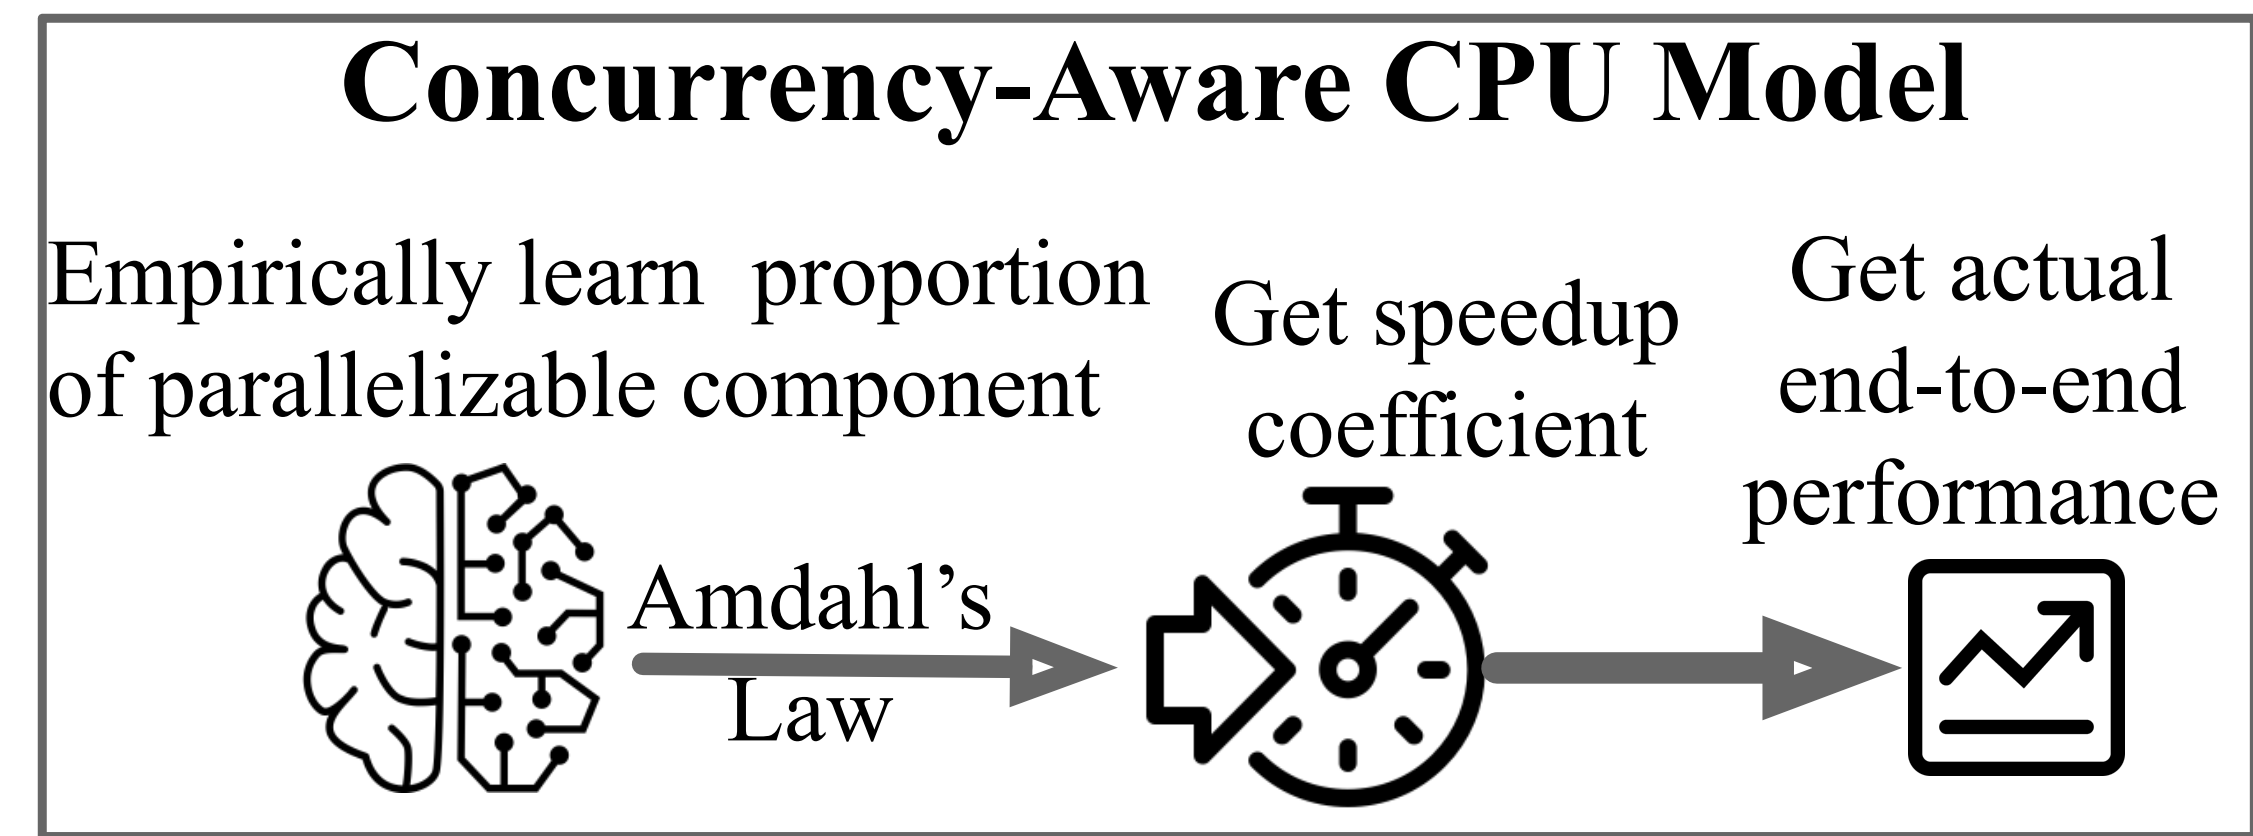 Concurrency-Aware CPU Model
Empirically learn proportion
of parallelizable component
Amdahl’s
Law
Get speedup
coefficient
Get actual
end-to-end
performance